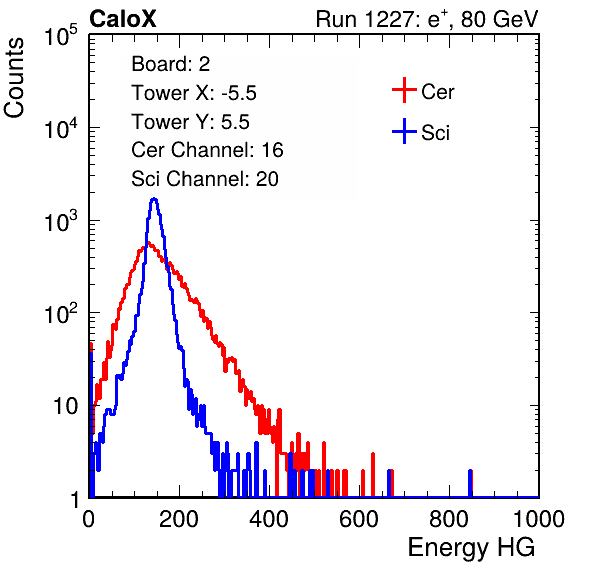 CaloX Run 1227: e⁺, 80 GeV
Counts
Board: 2
Tower X: -5.5
Tower Y: 5.5
Cer Channel: 16
Sci Channel: 20
Cer
Sci
10⁵
10⁴
10³
10²
10
1
0 200 400 600 800 1000
Energy HG